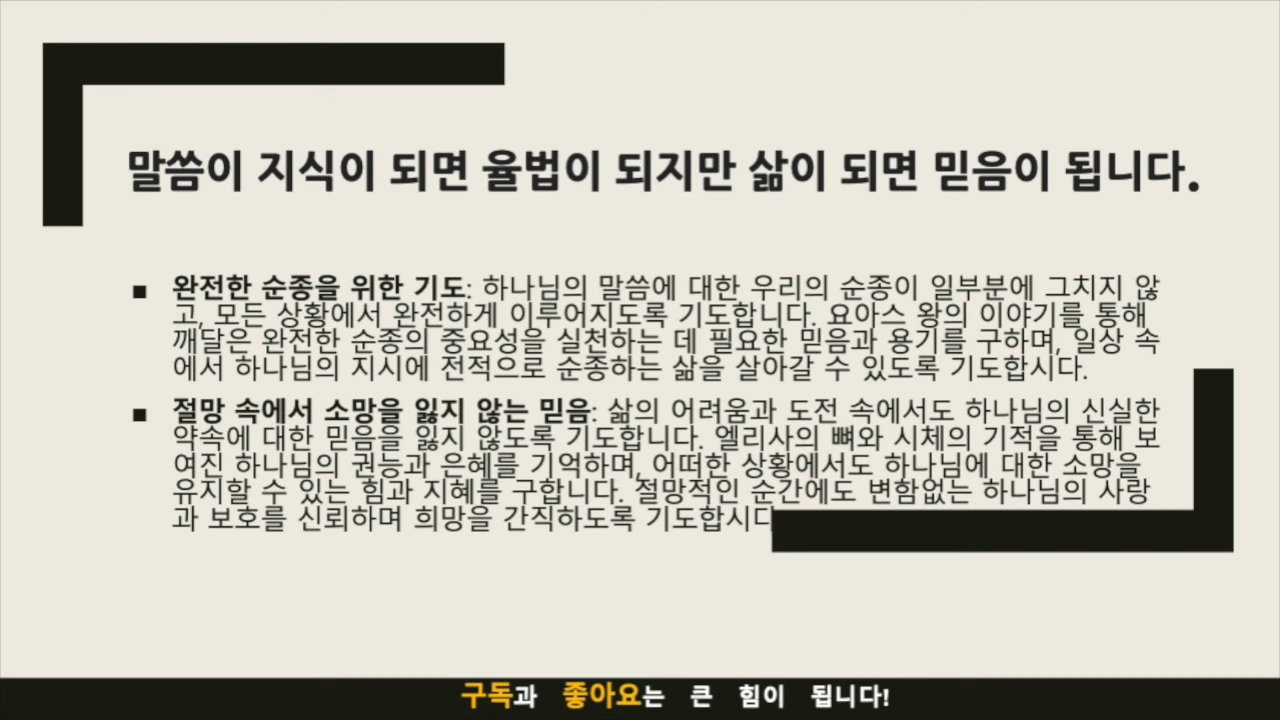 말씀이 지식이 되면 율법이 되지만 삶이 되면 믿음이 됩니다.
■ 완전한 순종을 위한 기도: 하나님의 말씀에 대한 우리의 순종이 일부분에 그치지 않
고, 모든 상황에서 완전하게 이루어지도록 기도합니다. 요아스 왕의 이야기를 통해
깨달은 완전한 순종의 중요성을 실천하는 데 필요한 믿음과 용기를 구하며, 일상 속
에서 하나님의 지시에 전적으로 순종하는 삶을 살아갈 수 있도록 기도합시다.
■ 절망 속에서 소망을 잃지 않는 믿음: 삶의 어려움과 도전 속에서도 하나님의 신실한
약속에 대한 믿음을 잃지 않도록 기도합니다. 엘리사의 뼈와 시체의 기적을 통해 보
여진 하나님의 권능과 은혜를 기억하며, 어떠한 상황에서도 하나님에 대한 소망을
유지할 수 있는 힘과 지혜를 구합니다. 절망적인 순간에도 변함없는 하나님의 사랑
과 보호를 신뢰하며 희망을 간직하도록 기도합시다
구독과 좋아요는 큰 힘이 됩니다!